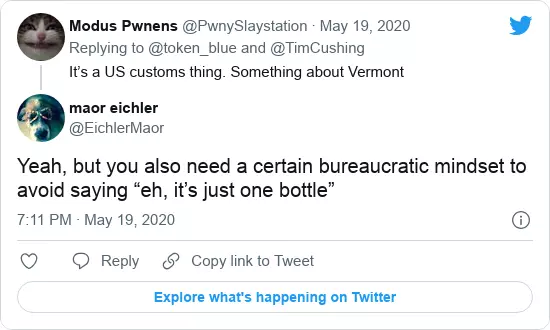 Modus Pwnens @PwnySlaystation · May 19, 2020
Replying to @token_blue and @TimCushing
It’s a US customs thing. Something about Vermont
maor eichler
@EichlerMaor
Yeah, but you also need a certain bureaucratic mindset to
avoid saying “eh, it’s just one bottle”
7:11 PM · May 19, 2020
Reply
Copy link to Tweet
Explore what's happening on Twitter